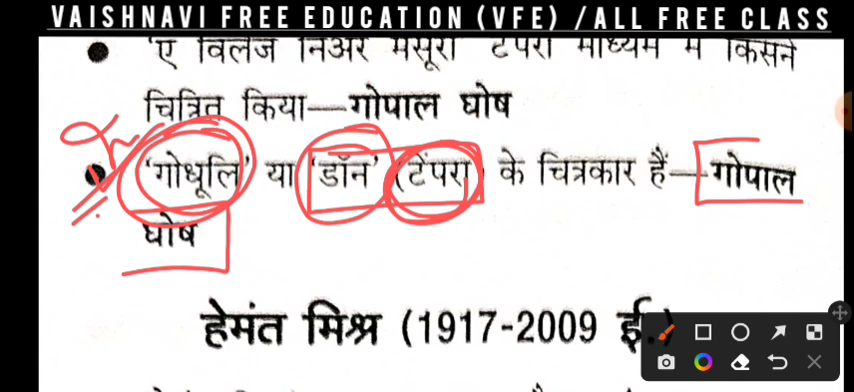 VAISHNAVI FREE EDUCATION (VFE) /ALL FREE CLASS
'ए विलेज निअर मसूरी' टेंपरा माध्यम में किसने
चित्रित किया—गोपाल घोष
'गोधूलि' या 'डॉन' (टेंपरा) के चित्रकार हैं—गोपाल
घोष
हेमंत मिश्र (1917-2009 ई.)